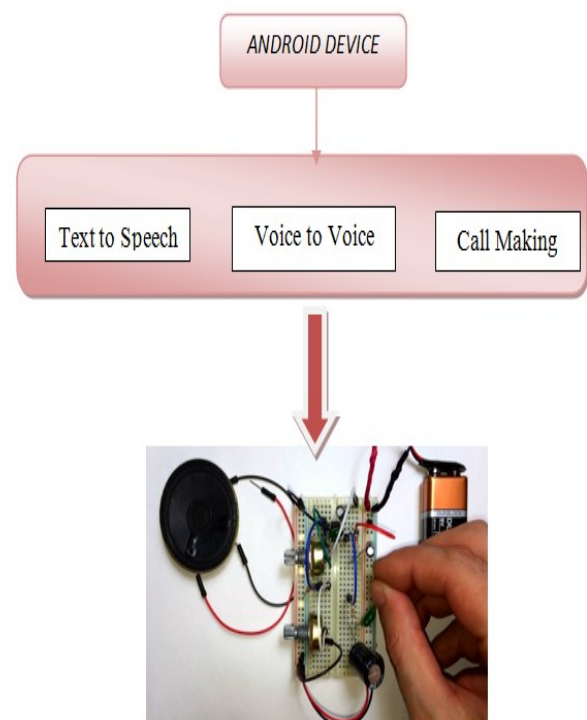 ANDROID DEVICE
Text to Speech
Voice to Voice
Call Making